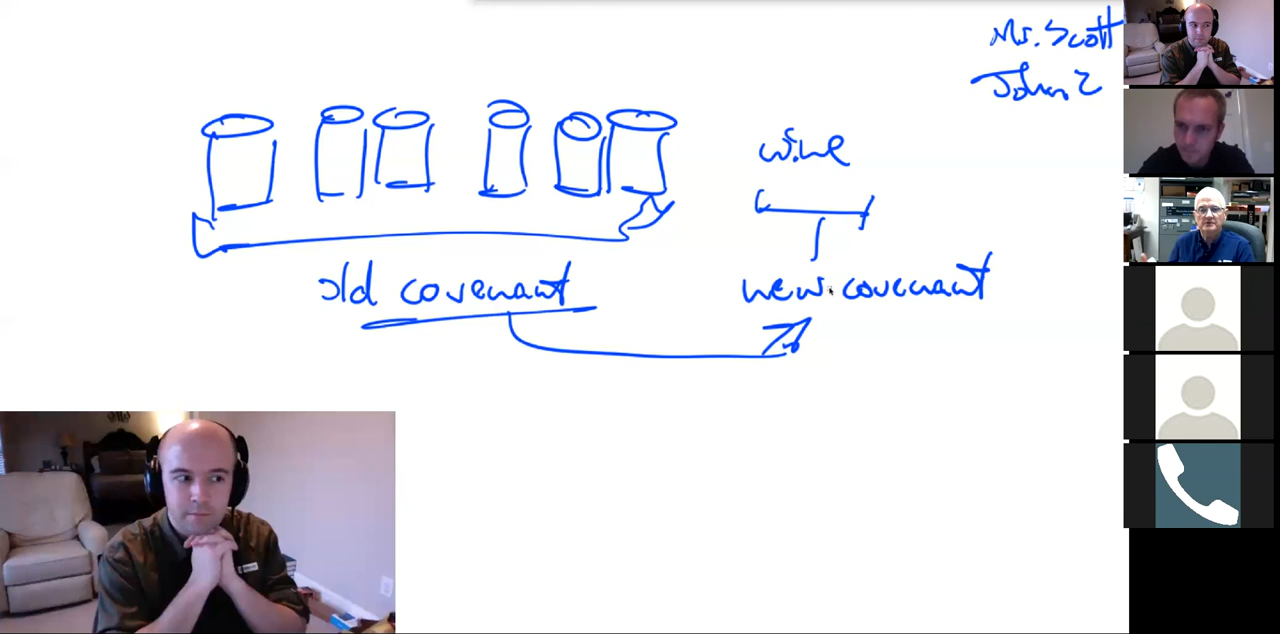 Mr. Scott
John 2
wine
old covenant
new covenant